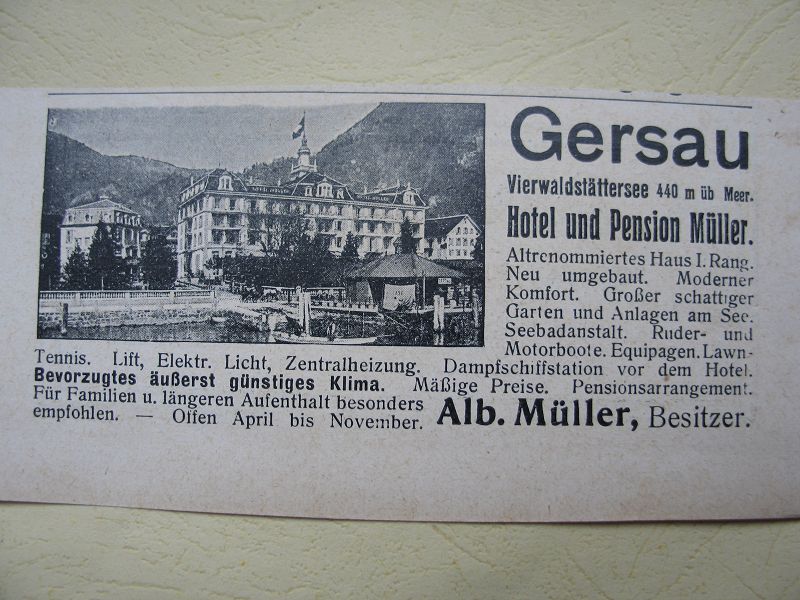 Gersau
Vierwaldstättersee 440 m üb Meer.
Hotel und Pension Müller.
Altrenommiertes Haus I. Rang.
Neu umgebaut. Moderner
Komfort. Großer schattiger
Garten und Anlagen am See.
Seebadanstalt. Ruder- und
Motorboote. Equipagen. Lawn-
Tennis. Lift, Elektr. Licht, Zentralheizung. Dampfschiffstation vor dem Hotel.
Bevorzugtes äußerst günstiges Klima. Mäßige Preise. Pensionsarrangement.
Für Familien u. längeren Aufenthalt besonders
empfohlen. — Offen April bis November.
Alb. Müller, Besitzer.